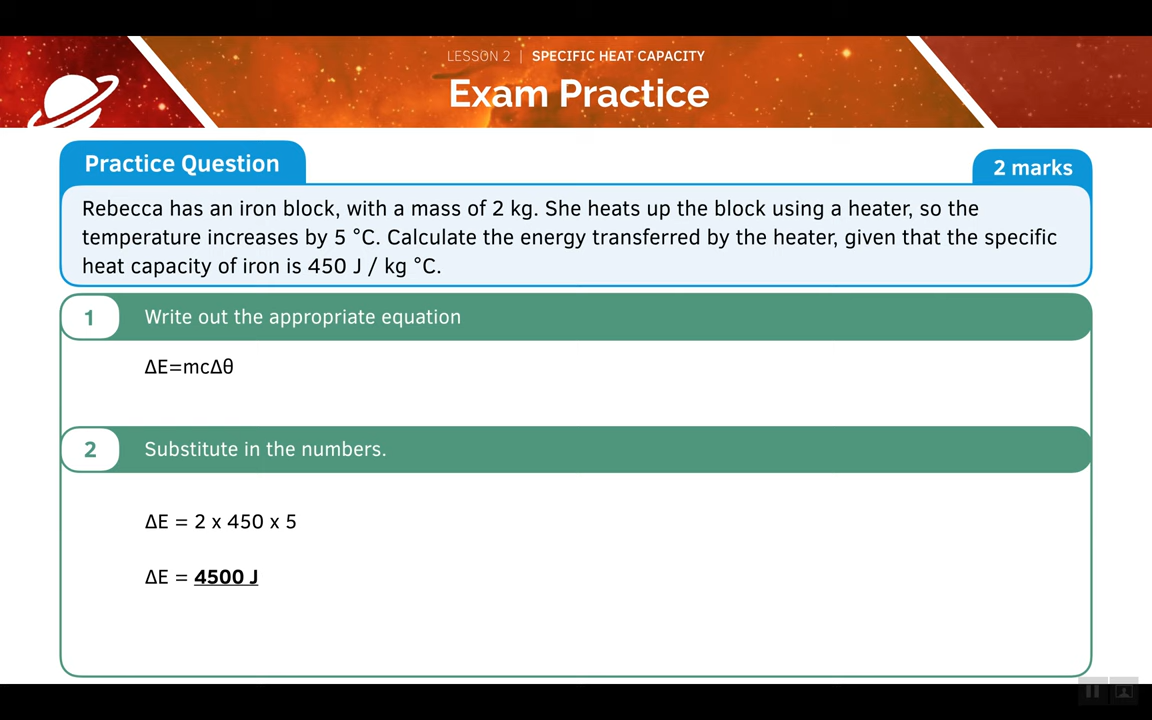 LESSON 2 | SPECIFIC HEAT CAPACITY
Exam Practice
Practice Question
2 marks
Rebecca has an iron block, with a mass of 2 kg. She heats up the block using a heater, so the
temperature increases by 5 °C. Calculate the energy transferred by the heater, given that the specific
heat capacity of iron is 450 J / kg °C.
1 Write out the appropriate equation
ΔE=mcΔθ
2 Substitute in the numbers.
ΔE = 2 x 450 x 5
ΔE = 4500 J